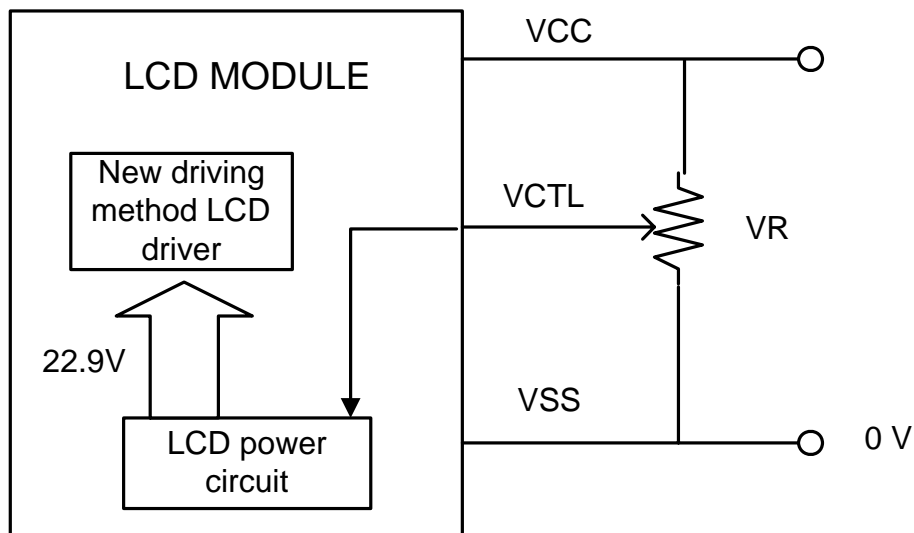 VCC
LCD MODULE
New driving
method LCD
driver
VCTL
VR
22.9V
VSS
LCD power
circuit
0 V